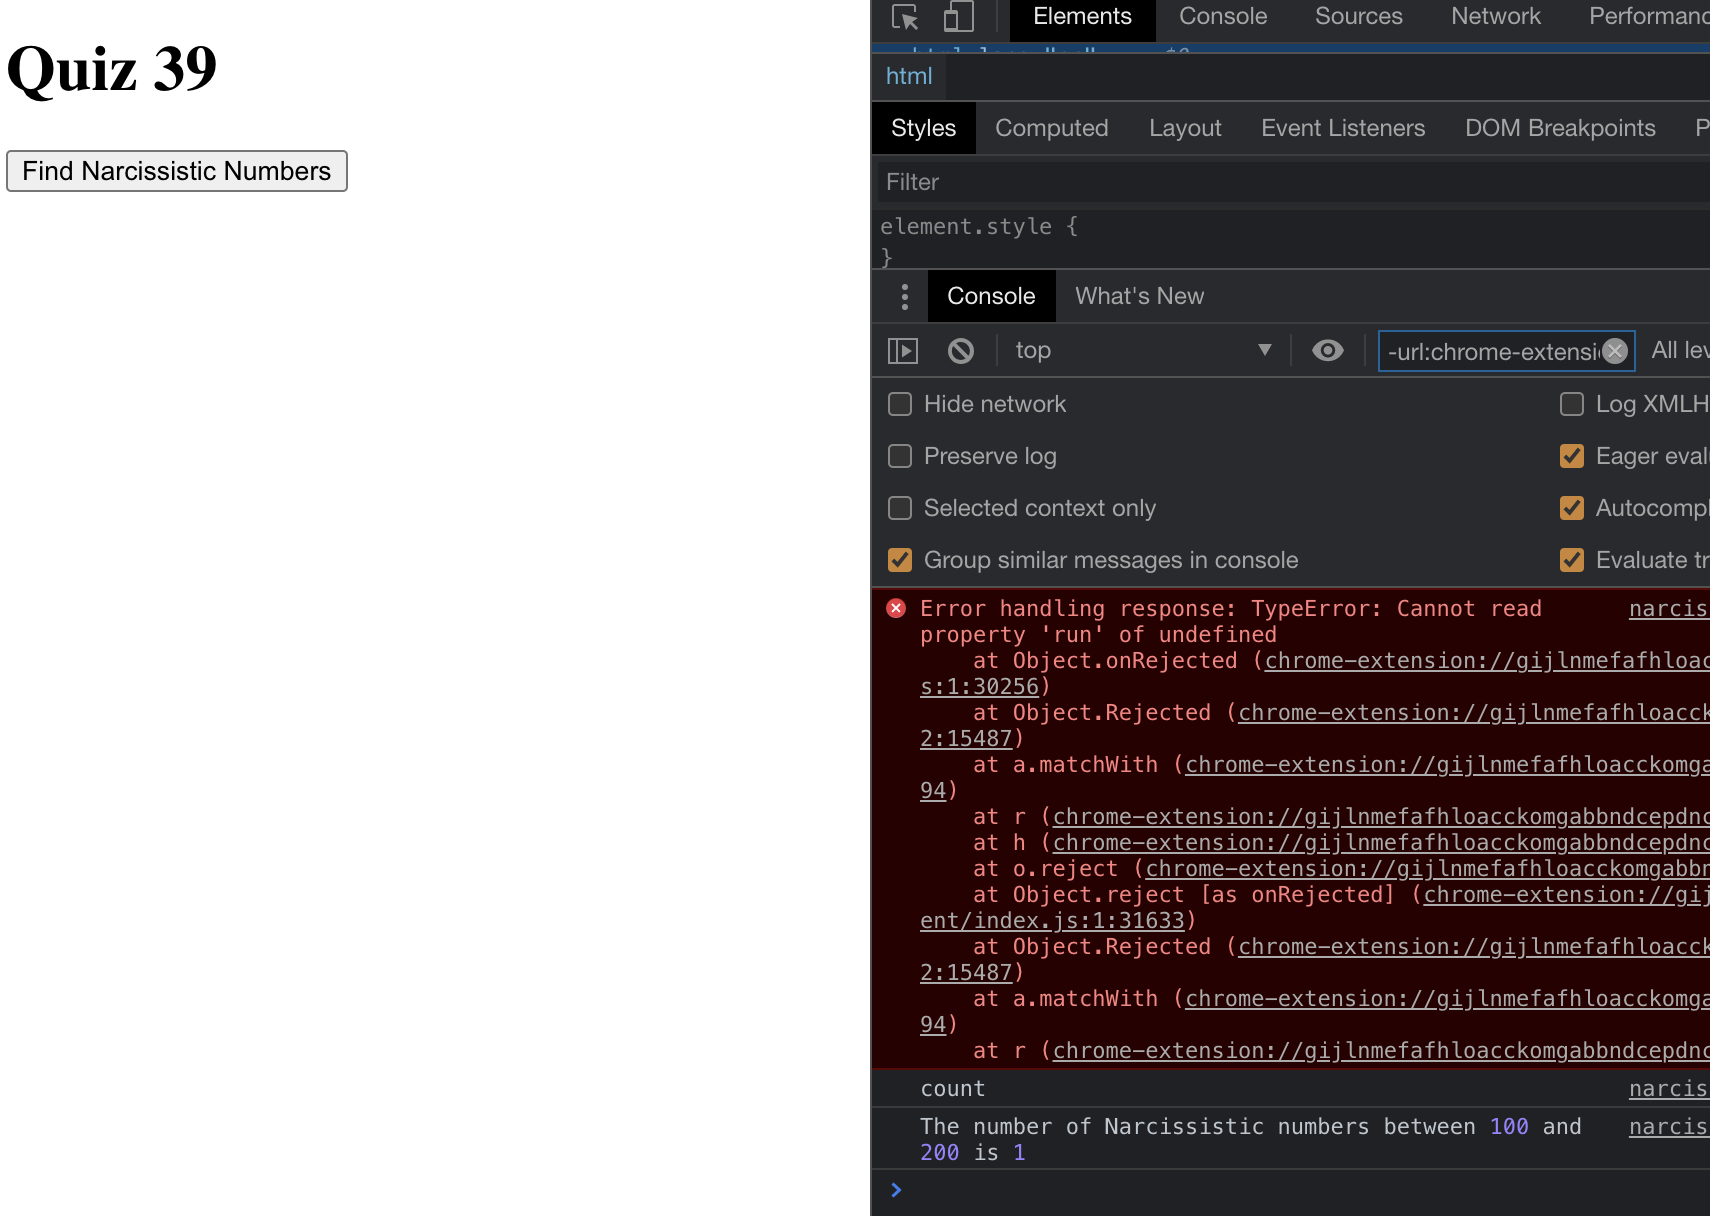 Quiz 39
Find Narcissistic Numbers
Elements Console Sources Network Performanc
html
Styles Computed Layout Event Listeners DOM Breakpoints P
Filter
element.style {
}
Console What's New
top -url:chrome-extensi All lev
Hide network Log XMLH
Preserve log Eager eval
Selected context only Autocompl
Group similar messages in console Evaluate tr
Error handling response: TypeError: Cannot read narcis
property 'run' of undefined
at Object.onRejected (chrome-extension://gijlnmefafhloac
s:1:30256)
at Object.Rejected (chrome-extension://gijlnmefafhloacck
2:15487)
at a.matchWith (chrome-extension://gijlnmefafhloacckomga
94)
at r (chrome-extension://gijlnmefafhloacckomgabbndcepdnc
at h (chrome-extension://gijlnmefafhloacckomgabbndcepdnc
at o.reject (chrome-extension://gijlnmefafhloacckomgabbn
at Object.reject [as onRejected] (chrome-extension://gij
ent/index.js:1:31633)
at Object.Rejected (chrome-extension://gijlnmefafhloacck
2:15487)
at a.matchWith (chrome-extension://gijlnmefafhloacckomga
94)
at r (chrome-extension://gijlnmefafhloacckomgabbndcepdnc
count narcis
The number of Narcissistic numbers between 100 and narcis
200 is 1